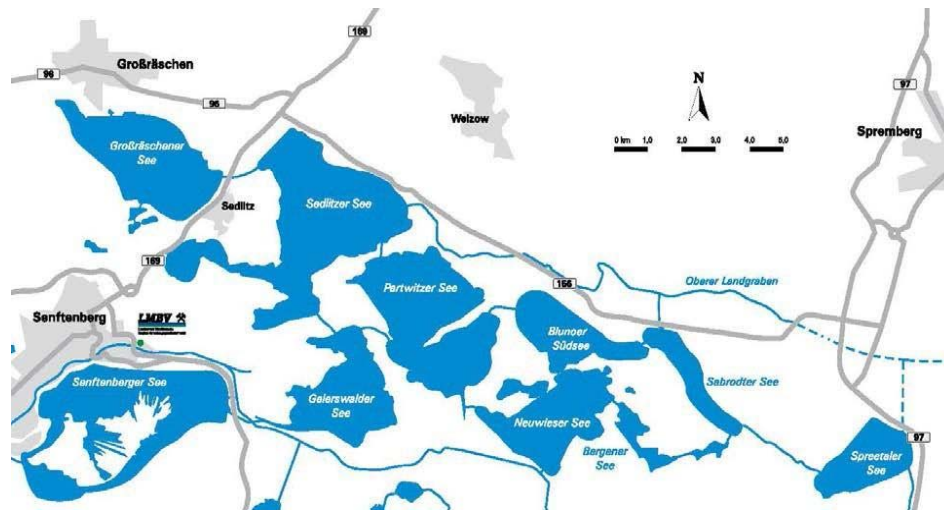 169
Großräschen
96
96
97
N
Welzow
Spremberg
0 km 1,0 2,0 3,0 4,0 5,0
Großräschener
See
Sedlitz
Sedlitzer See
169
Oberer Landgraben
156
Partwitzer See
Senftenberg
LMBV
Blunoer
Südsee
Senftenberger See
Geierswalder
See
Sabrodter See
Neuwieser See
Bergener
See
97
Spreetaler
See